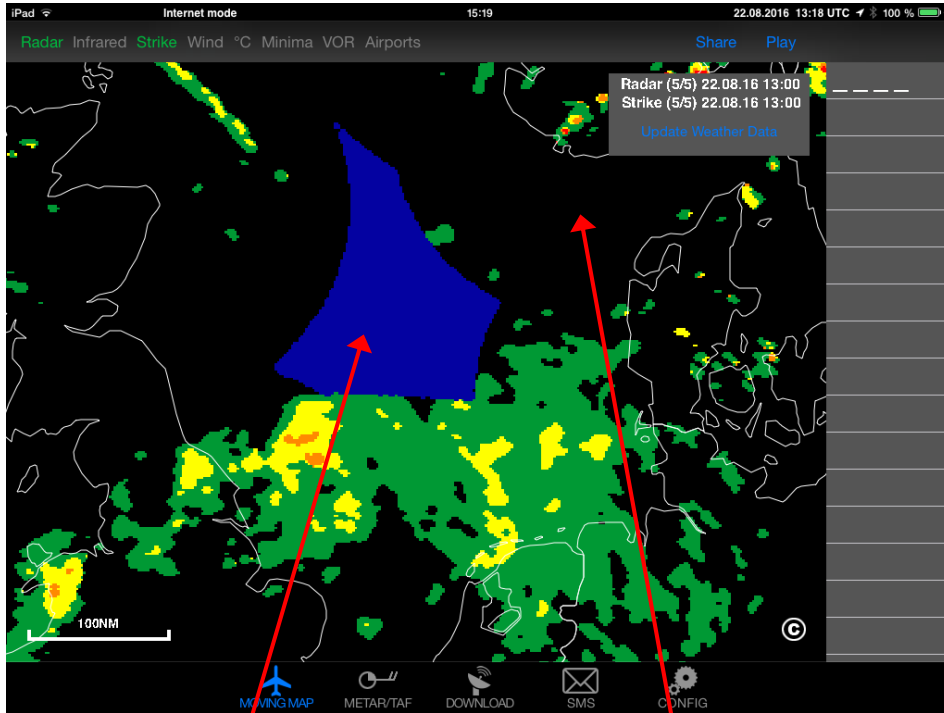 iPad Internet mode 15:19 22.08.2016 13:18 UTC 100 %
Radar Infrared Strike Wind °C Minima VOR Airports Share Play
Radar (5/5) 22.08.16 13:00
Strike (5/5) 22.08.16 13:00
Update Weather Data
100NM
©
MOVING MAP METAR/TAF DOWNLOAD SMS CONFIG